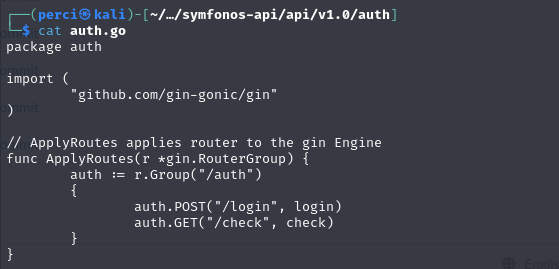 ┌──(perci㉿kali)-[~/…/symfonos-api/api/v1.0/auth]
└─$ cat auth.go
package auth

import (
        "github.com/gin-gonic/gin"
)

// ApplyRoutes applies router to the gin Engine
func ApplyRoutes(r *gin.RouterGroup) {
        auth := r.Group("/auth")
        {
                auth.POST("/login", login)
                auth.GET("/check", check)
        }
}
Englis